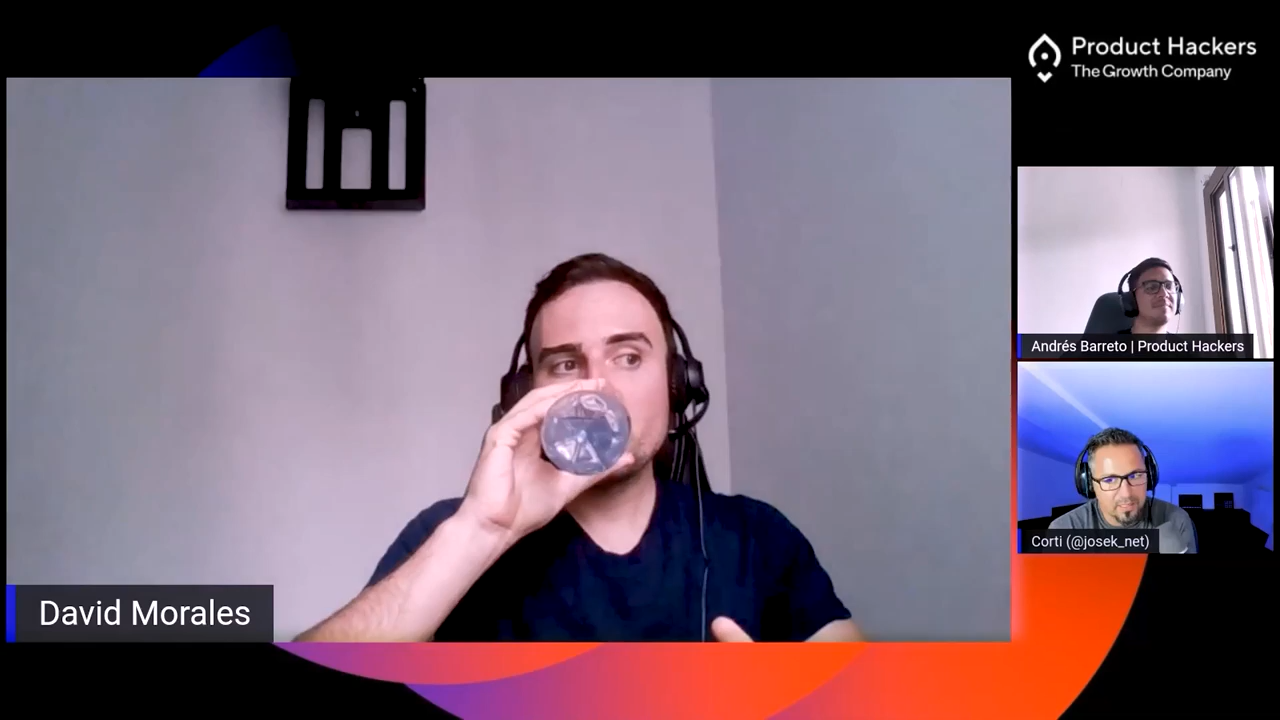 Product Hackers
The Growth Company
Andrés Barreto | Product Hackers
Corti (@josek_net)
David Morales